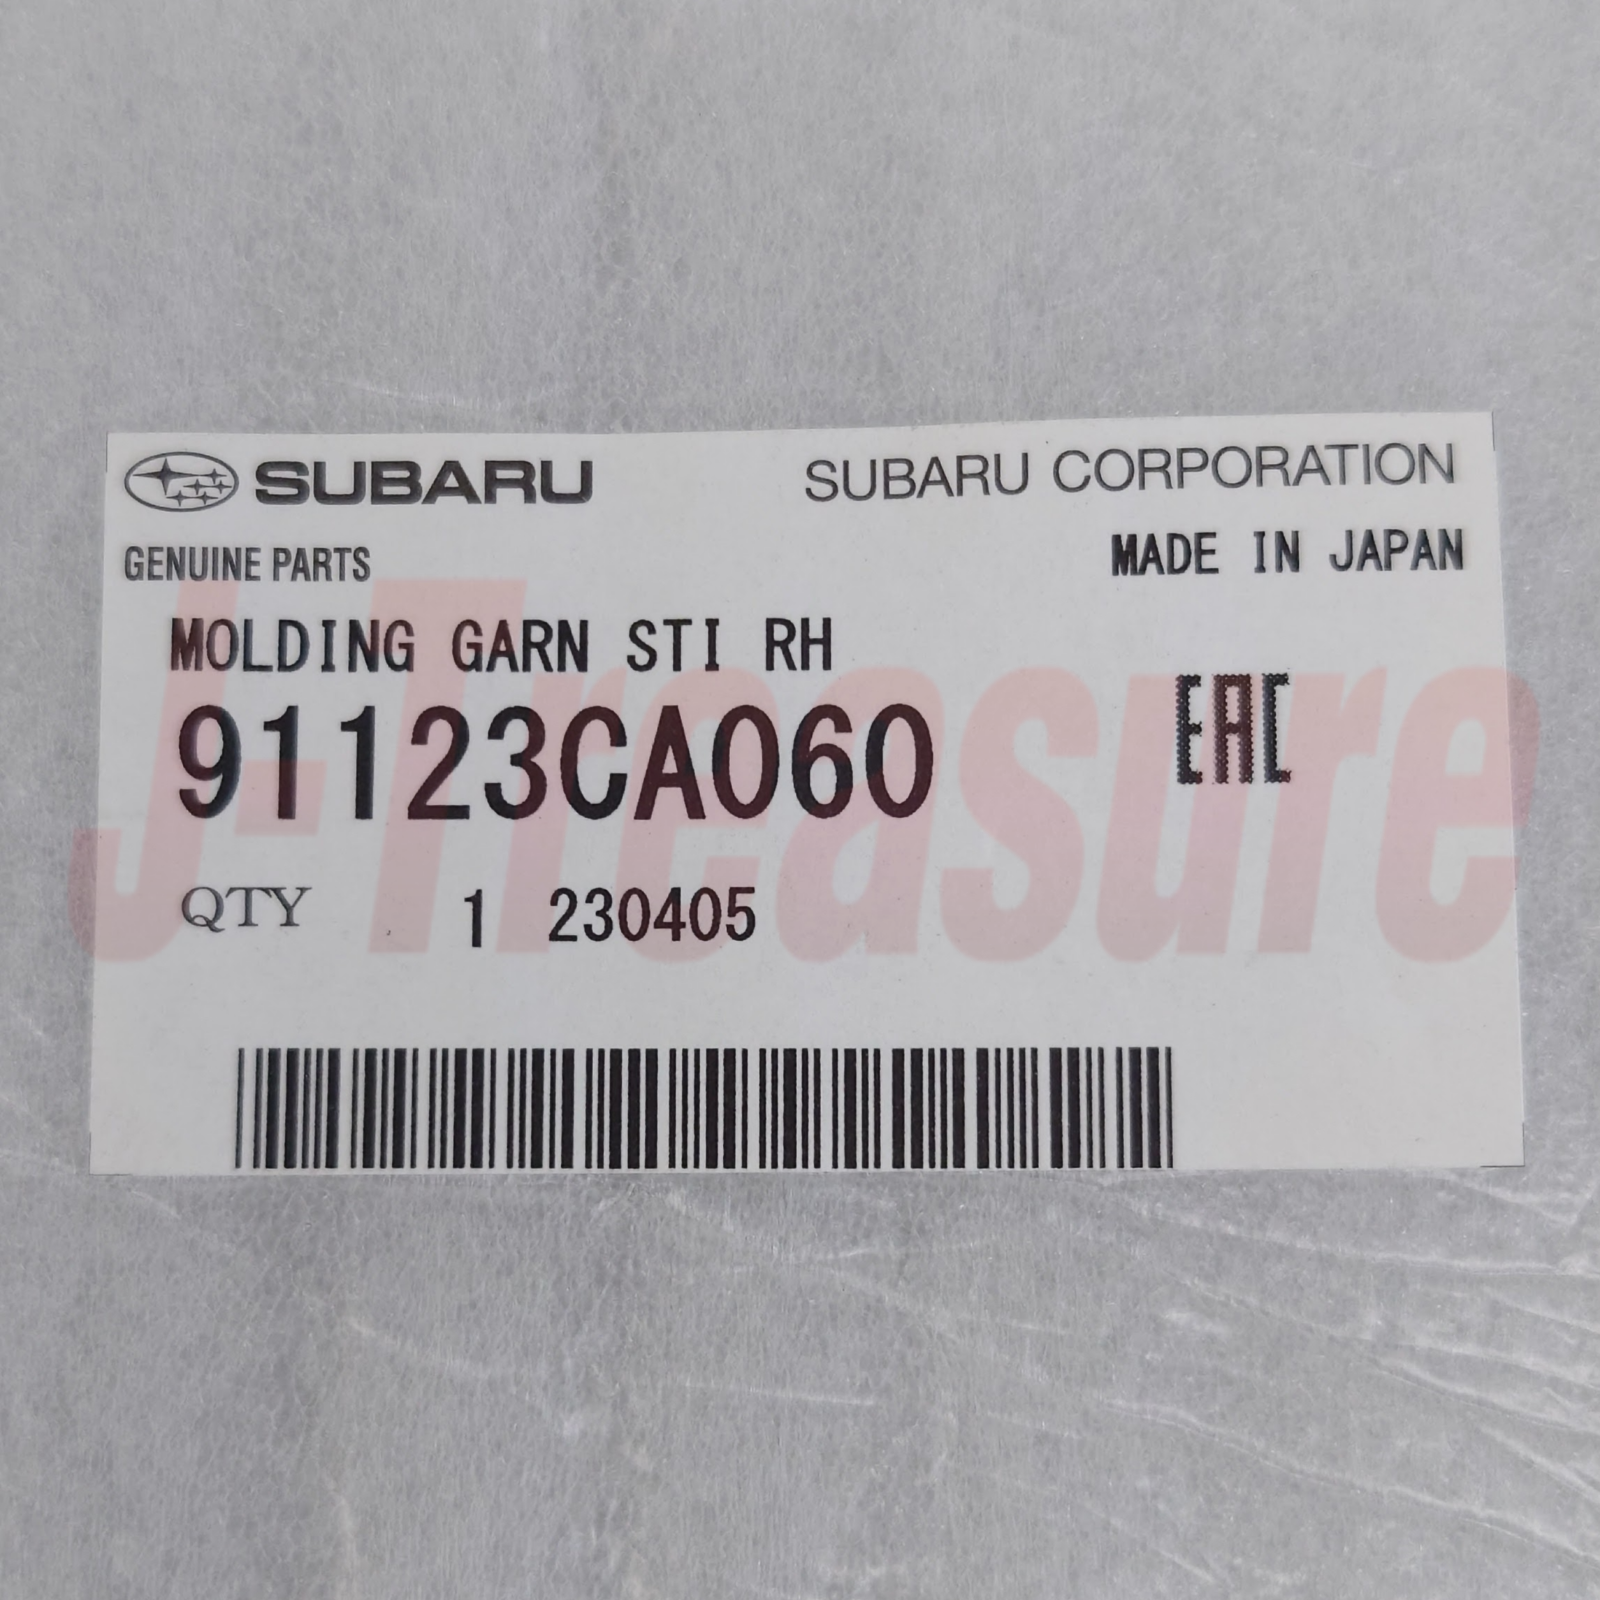 SUBARU
SUBARU CORPORATION
GENUINE PARTS
MADE IN JAPAN
MOLDING GARN STI RH
91123CA060
EAC
QTY 1 230405
J-Treasure